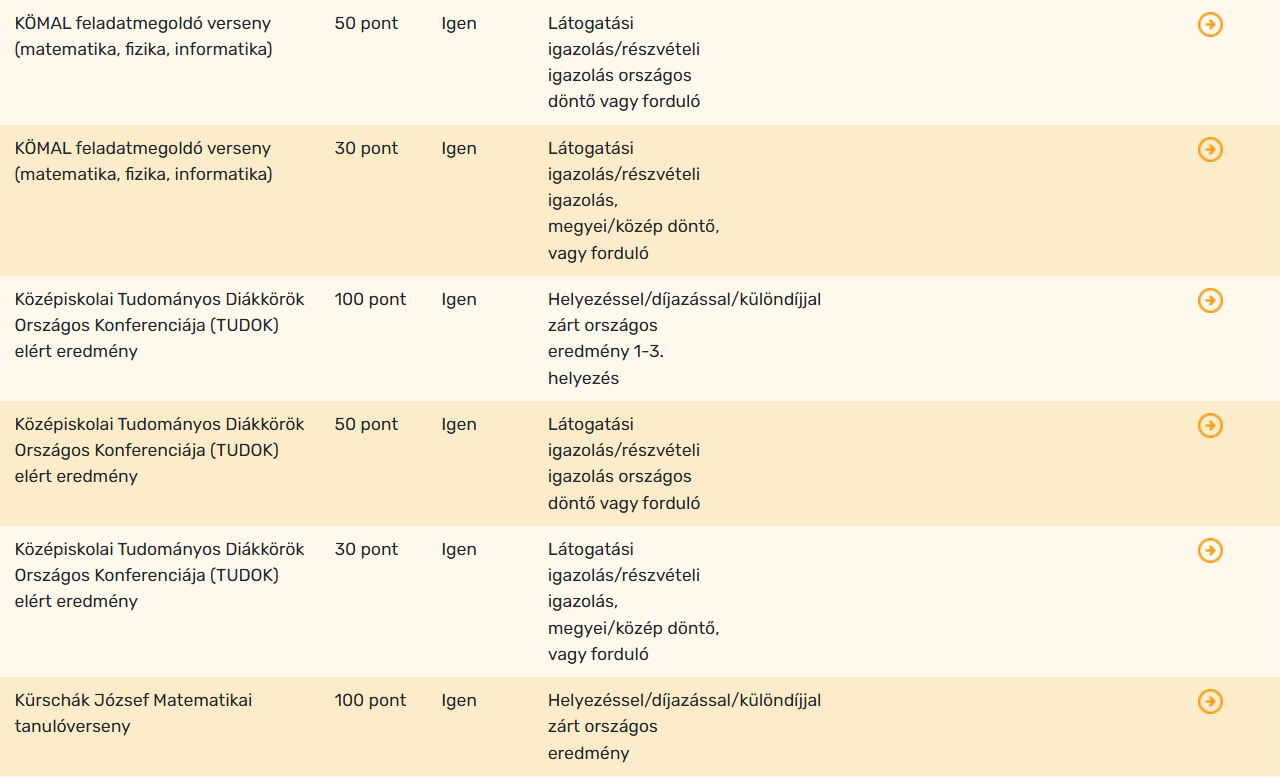 KÖMAL feladatmegoldó verseny 50 pont Igen Látogatási
(matematika, fizika, informatika) igazolás/részvételi
igazolás országos
döntő vagy forduló
KÖMAL feladatmegoldó verseny 30 pont Igen Látogatási
(matematika, fizika, informatika) igazolás/részvételi
igazolás,
megyei/közép döntő,
vagy forduló
Középiskolai Tudományos Diákkörök 100 pont Igen Helyezéssel/díjazással/különdíjjal
Országos Konferenciája (TUDOK) zárt országos
elért eredmény eredmény 1-3.
helyezés
Középiskolai Tudományos Diákkörök 50 pont Igen Látogatási
Országos Konferenciája (TUDOK) igazolás/részvételi
elért eredmény igazolás országos
döntő vagy forduló
Középiskolai Tudományos Diákkörök 30 pont Igen Látogatási
Országos Konferenciája (TUDOK) igazolás/részvételi
elért eredmény igazolás,
megyei/közép döntő,
vagy forduló
Kürschák József Matematikai 100 pont Igen Helyezéssel/díjazással/különdíjjal
tanulóverseny zárt országos
eredmény